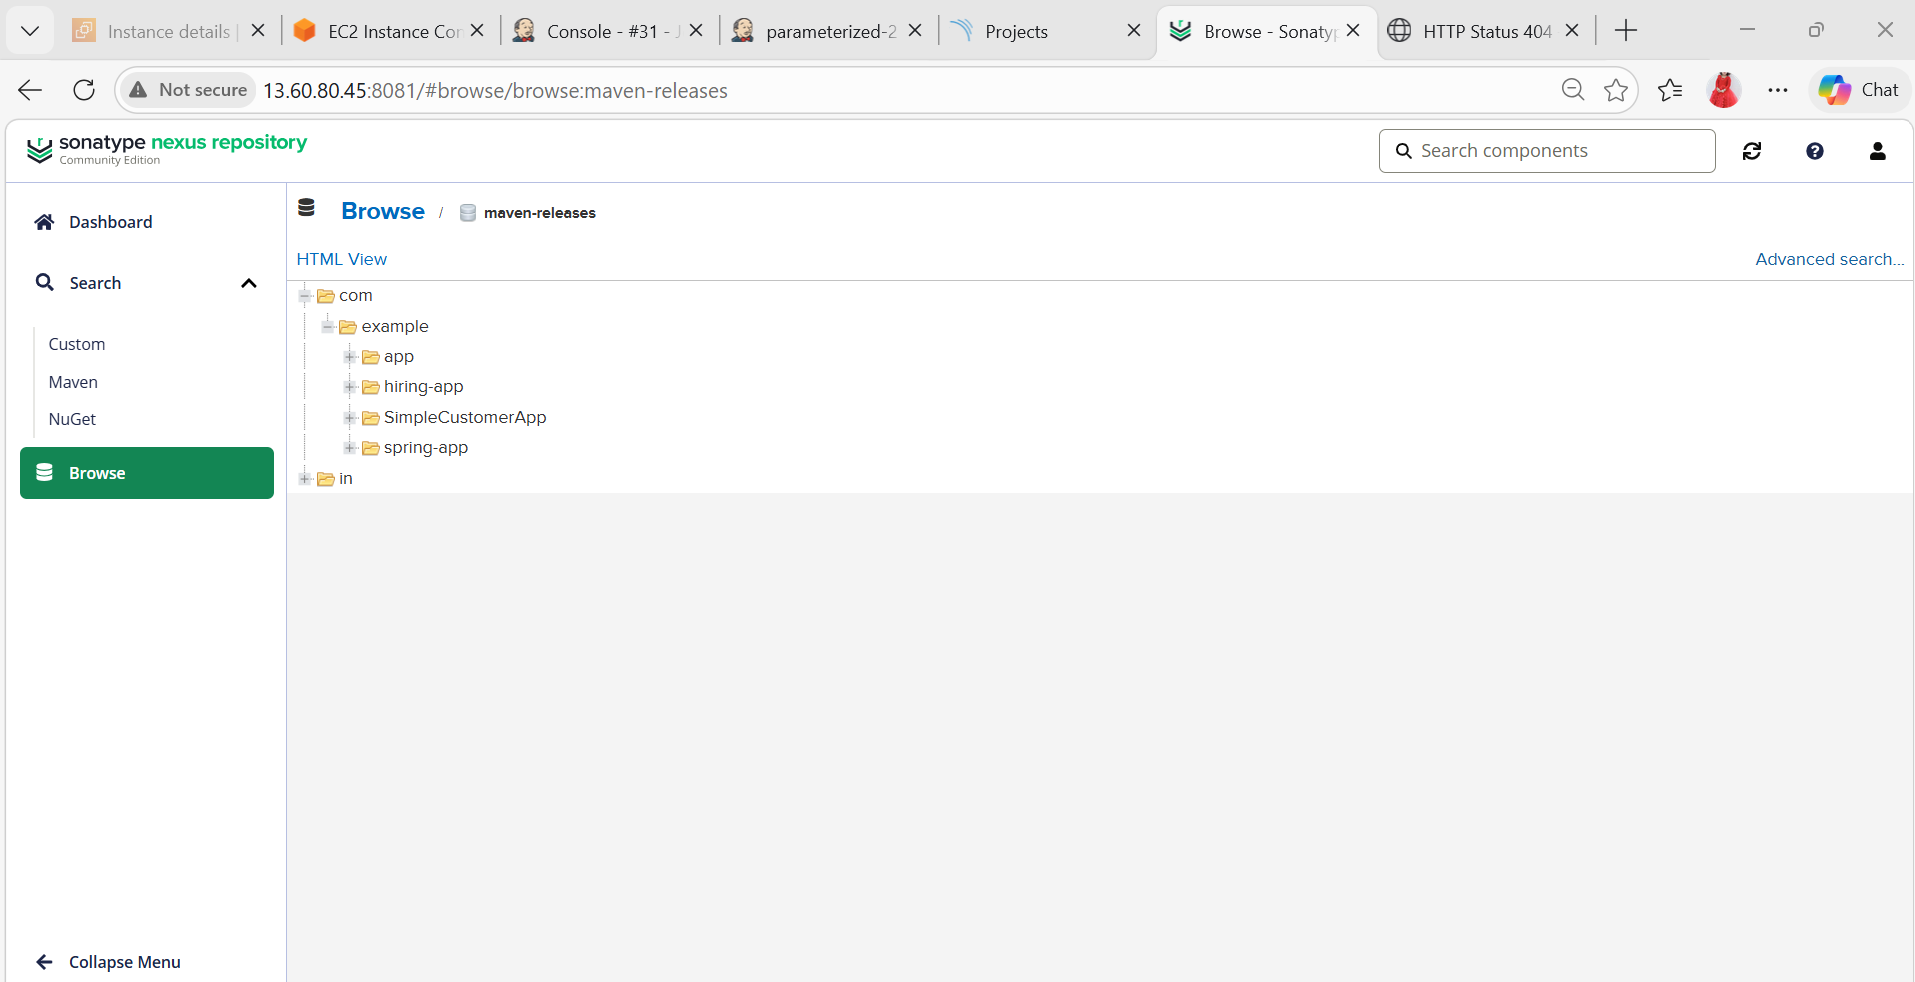 Instance details
EC2 Instance Con
Console - #31 - J
parameterized-2
Projects
Browse - Sonatyp
HTTP Status 404
Not secure
13.60.80.45:8081/#browse/browse:maven-releases
Chat
sonatype nexus repository
Community Edition
Search components
Dashboard
Search
Custom
Maven
NuGet
Browse
Collapse Menu
Browse / maven-releases
HTML View
Advanced search...
com
example
app
hiring-app
SimpleCustomerApp
spring-app
in